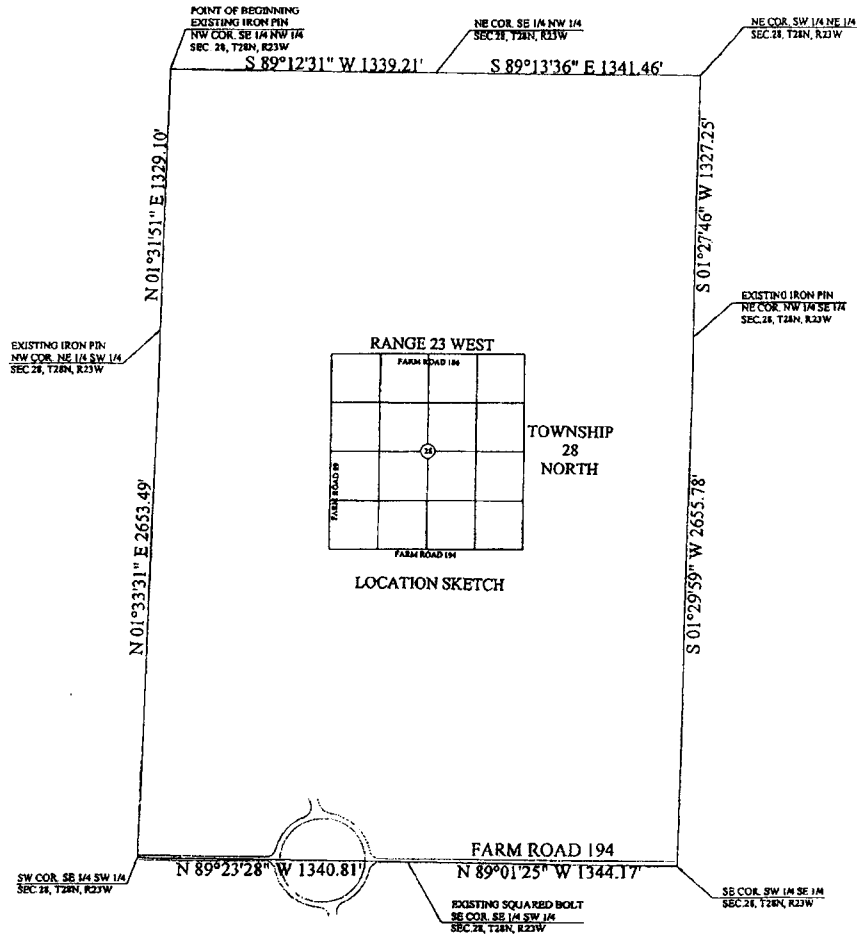 POINT OF BEGINNING
EXISTING IRON PIN
NW COR. SE 1/4 NW 1/4
SEC. 28, T28N, R23W
NE COR. SE 1/4 NW 1/4
SEC. 28, T28N, R23W
NE COR. SW 1/4 NE 1/4
SEC. 28, T28N, R23W
S 89°12'31" W 1339.21'
S 89°13'36" E 1341.46'
N 01°31'51" E 1329.10'
S 01°27'46" W 1327.25'
EXISTING IRON PIN
NE COR. NW 1/4 SE 1/4
SEC.28, T28N, R23W
EXISTING IRON PIN
NW COR. NE 1/4 SW 1/4
SEC 28, T28N, R23W
RANGE 23 WEST
FARM ROAD 186
TOWNSHIP
28
NORTH
28
FARM ROAD 89
FARM ROAD 194
LOCATION SKETCH
N 01°33'31" E 2653.49'
S 01°29'59" W 2655.78'
FARM ROAD 194
N 89°23'28" W 1340.81'
N 89°01'25" W 1344.17'
SW COR. SE 1/4 SW 1/4
SEC.28, T28N, R23W
EXISTING SQUARED BOLT
SE COR. SE 1/4 SW 1/4
SEC.28, T28N, R23W
SE COR. SW 1/4 SE 1/4
SEC.28, T28N, R23W